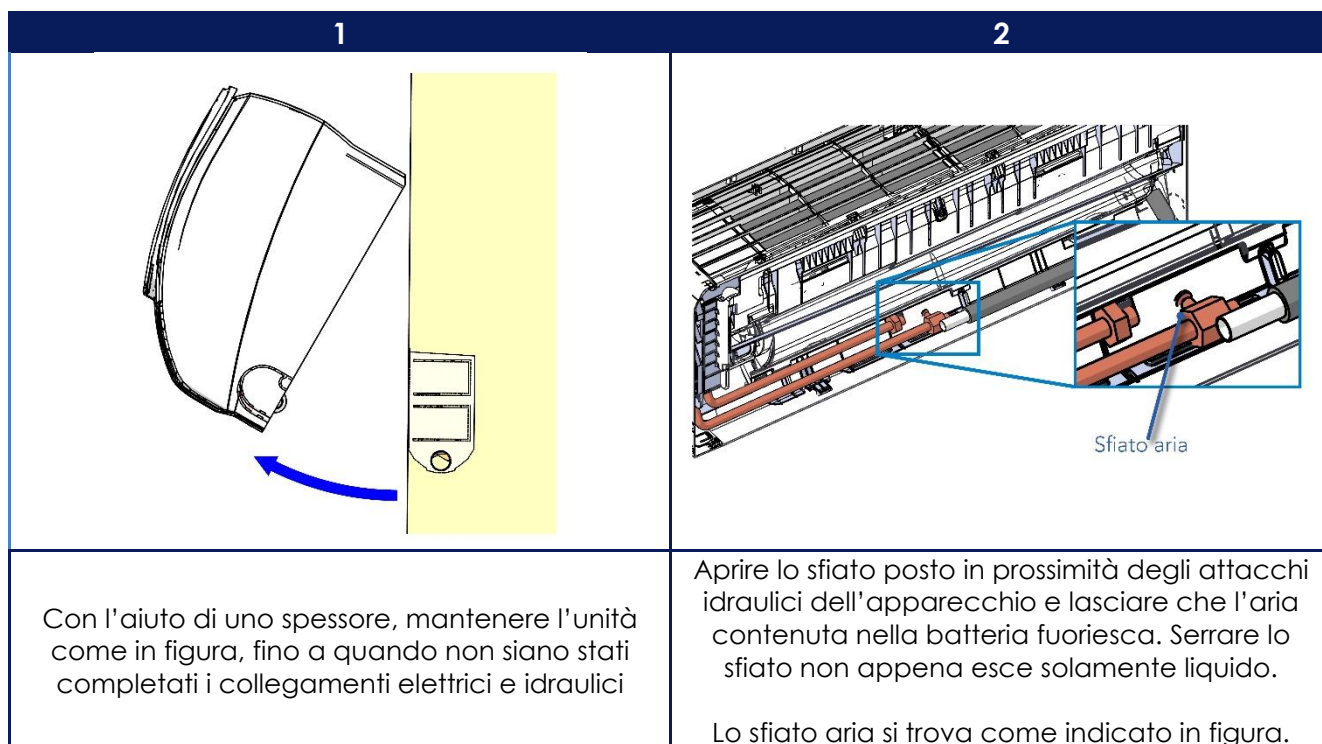 1
2
Sfiato aria
Con l’aiuto di uno spessore, mantenere l’unità
come in figura, fino a quando non siano stati
completati i collegamenti elettrici e idraulici
Aprire lo sfiato posto in prossimità degli attacchi
idraulici dell’apparecchio e lasciare che l’aria
contenuta nella batteria fuoriesca. Serrare lo
sfiato non appena esce solamente liquido.
Lo sfiato aria si trova come indicato in figura.